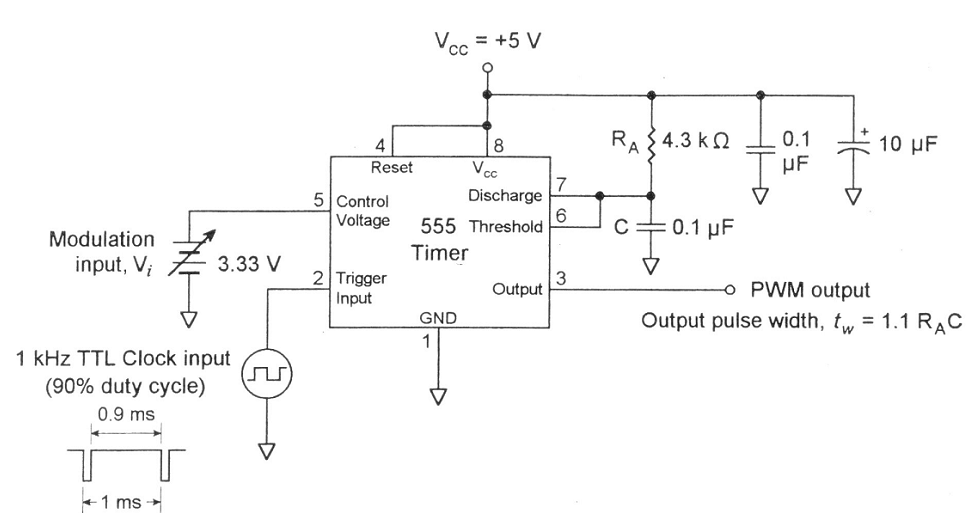 V_CC = +5 V
4
8
Reset
V_CC
R_A
4.3 k Ω
0.1 µF
+
10 µF
5
Control Voltage
Discharge
7
555 Timer
Threshold
6
C
0.1 µF
Modulation input, V_i
3.33 V
2
Trigger Input
Output
3
PWM output
GND
1
Output pulse width, t_w = 1.1 R_AC
1 kHz TTL Clock input
(90% duty cycle)
0.9 ms
1 ms